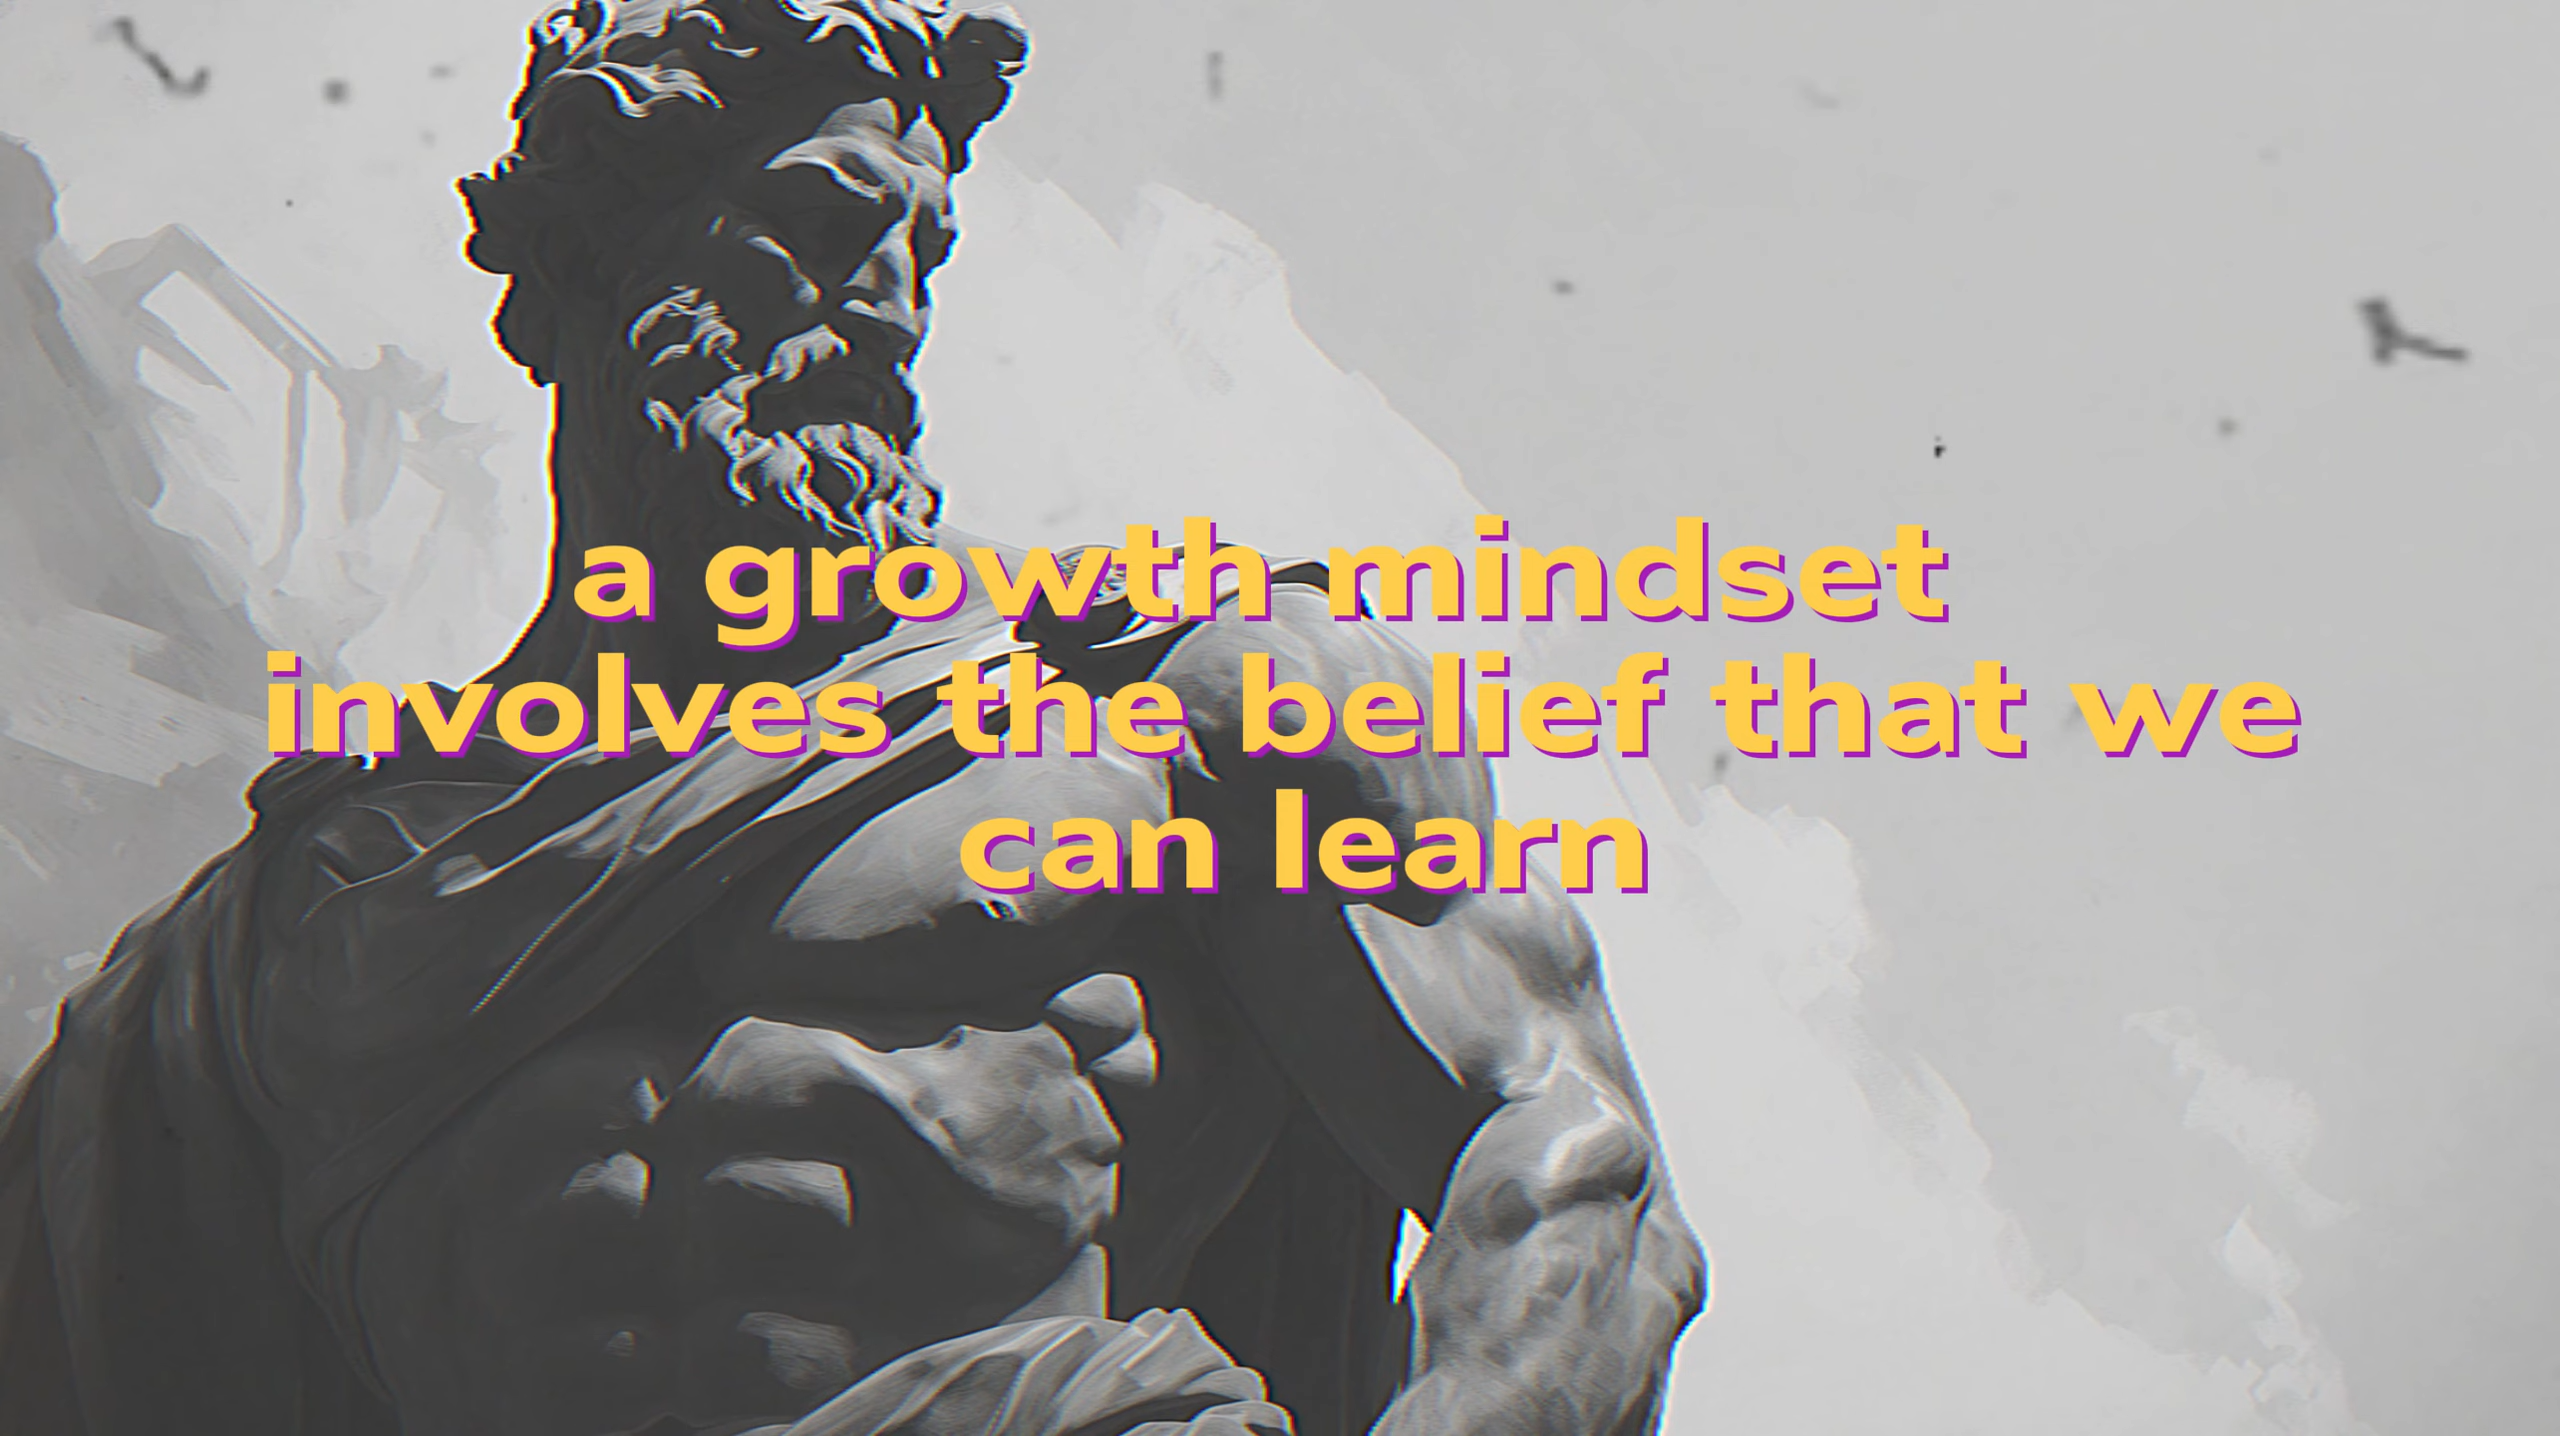 a growth mindset
involves the belief that we
can learn